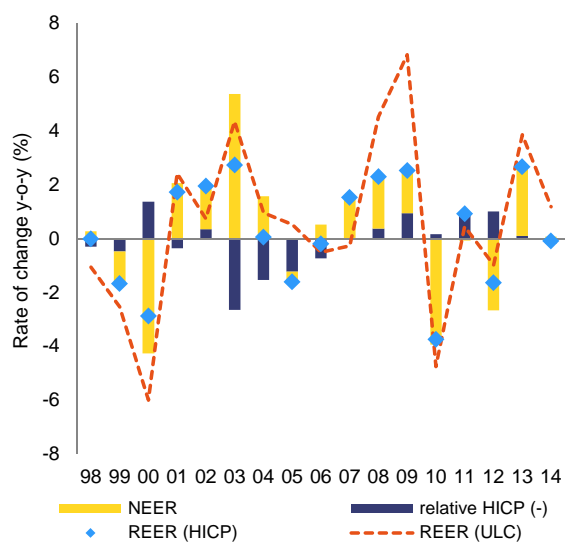 8
6
4
2
0
-2
-4
-6
-8
Rate of change y-o-y (%)
98 99 00 01 02 03 04 05 06 07 08 09 10 11 12 13 14
NEER relative HICP (-)
REER (HICP) REER (ULC)